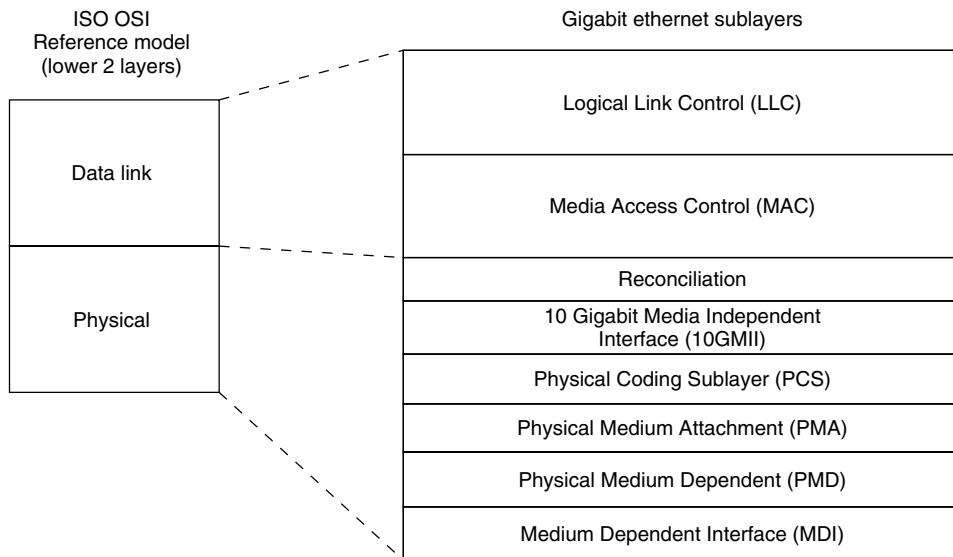 ISO OSI
Reference model
(lower 2 layers)
Gigabit ethernet sublayers
Data link
Physical
Logical Link Control (LLC)
Media Access Control (MAC)
Reconciliation
10 Gigabit Media Independent
Interface (10GMII)
Physical Coding Sublayer (PCS)
Physical Medium Attachment (PMA)
Physical Medium Dependent (PMD)
Medium Dependent Interface (MDI)